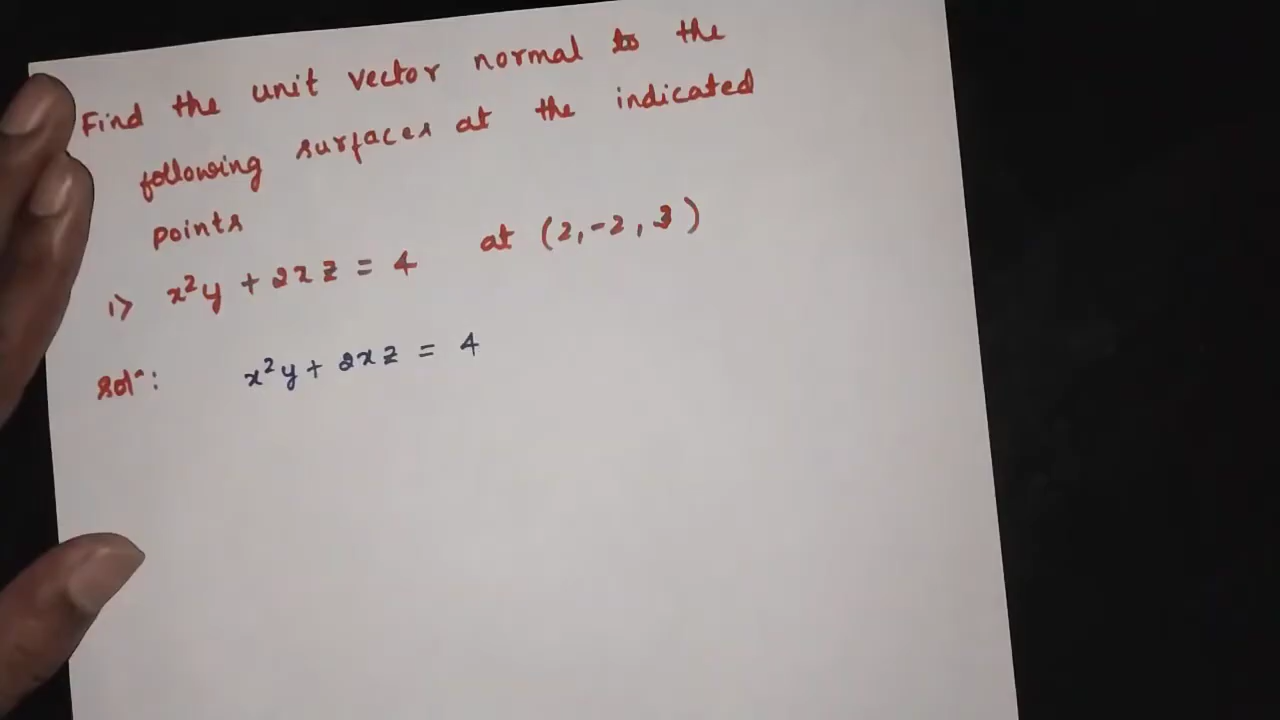 Find the unit vector normal to the
following surfaces at the indicated
points
1> x²y + 2xz = 4 at (2,-2,3)
Solⁿ: x²y + 2xz = 4